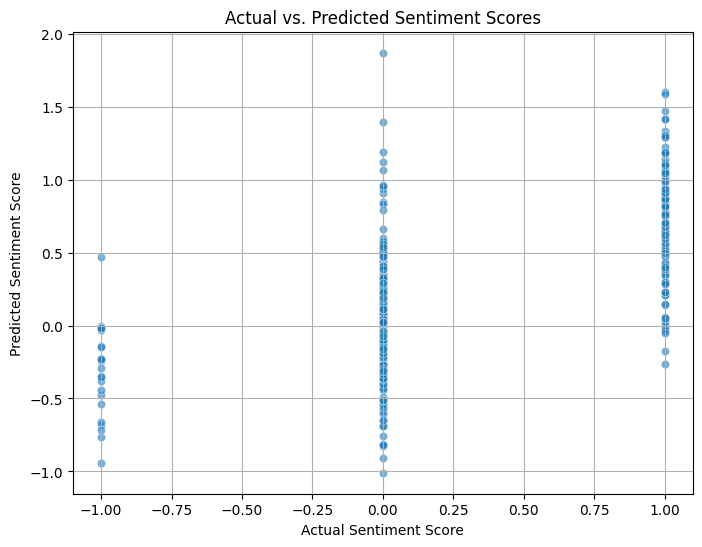 Actual vs. Predicted Sentiment Scores
2.0
1.5
1.0
0.5
0.0
−0.5
−1.0
Predicted Sentiment Score
−1.00 −0.75 −0.50 −0.25 0.00 0.25 0.50 0.75 1.00
Actual Sentiment Score